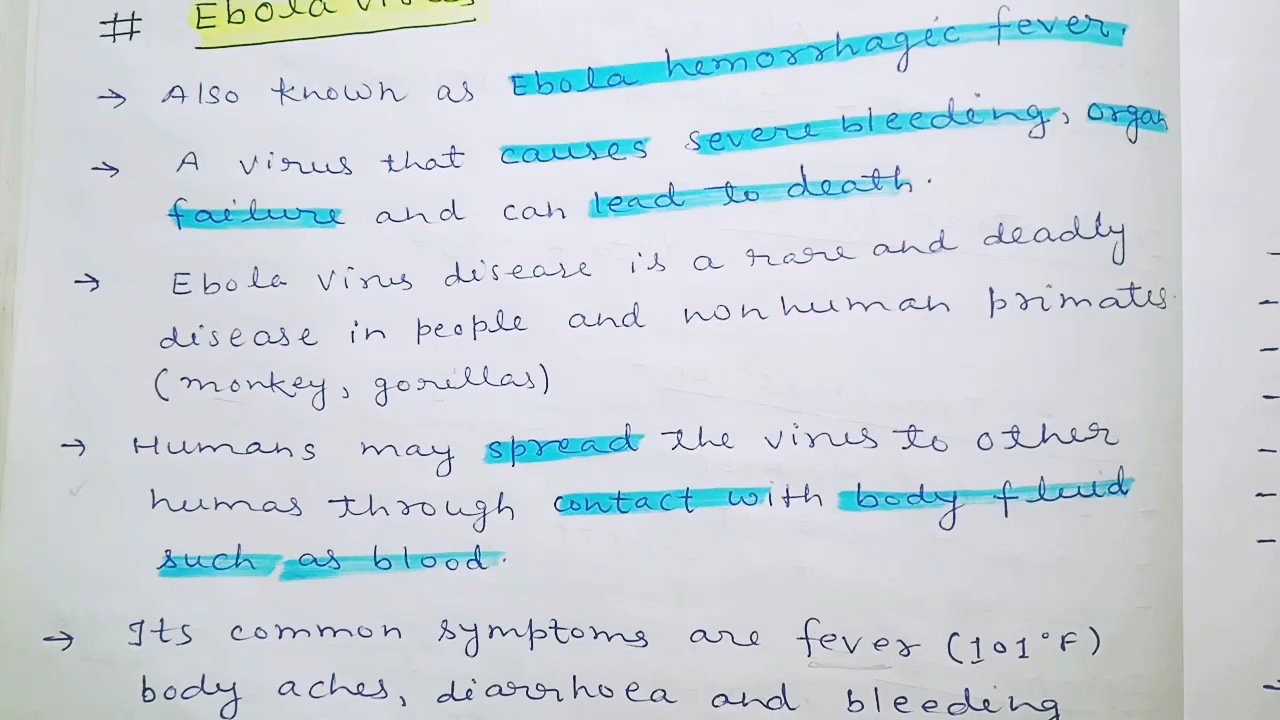 # Ebola virus
→ Also known as Ebola hemorrhagic fever.
→ A virus that causes severe bleeding, organ
failure and can lead to death.
→ Ebola virus disease is a rare and deadly
disease in people and nonhuman primates
(monkey, gorillas)
→ Humans may spread the virus to other
humas through contact with body fluid
such as blood.
→ Its common symptoms are fever (101°F)
body aches, diarrhoea and bleeding